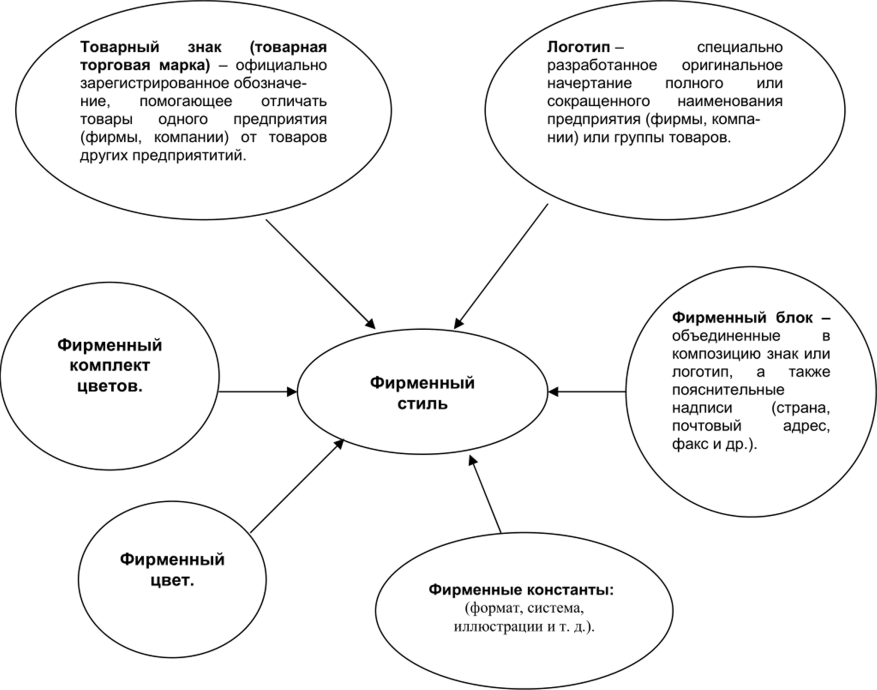 Товарный знак (товарная
торговая марка) – официально
зарегистрированное обозначе-
ние, помогающее отличать
товары одного предприятия
(фирмы, компании) от товаров
других предприятитий.
Логотип – специально
разработанное оригинальное
начертание полного или
сокращенного наименования
предприятия (фирмы, компа-
нии) или группы товаров.
Фирменный
комплект
цветов.
Фирменный
стиль
Фирменный блок –
объединенные в
композицию знак или
логотип, а также
пояснительные
надписи (страна,
почтовый адрес,
факс и др.).
Фирменный
цвет.
Фирменные константы:
(формат, система,
иллюстрации и т. д.).